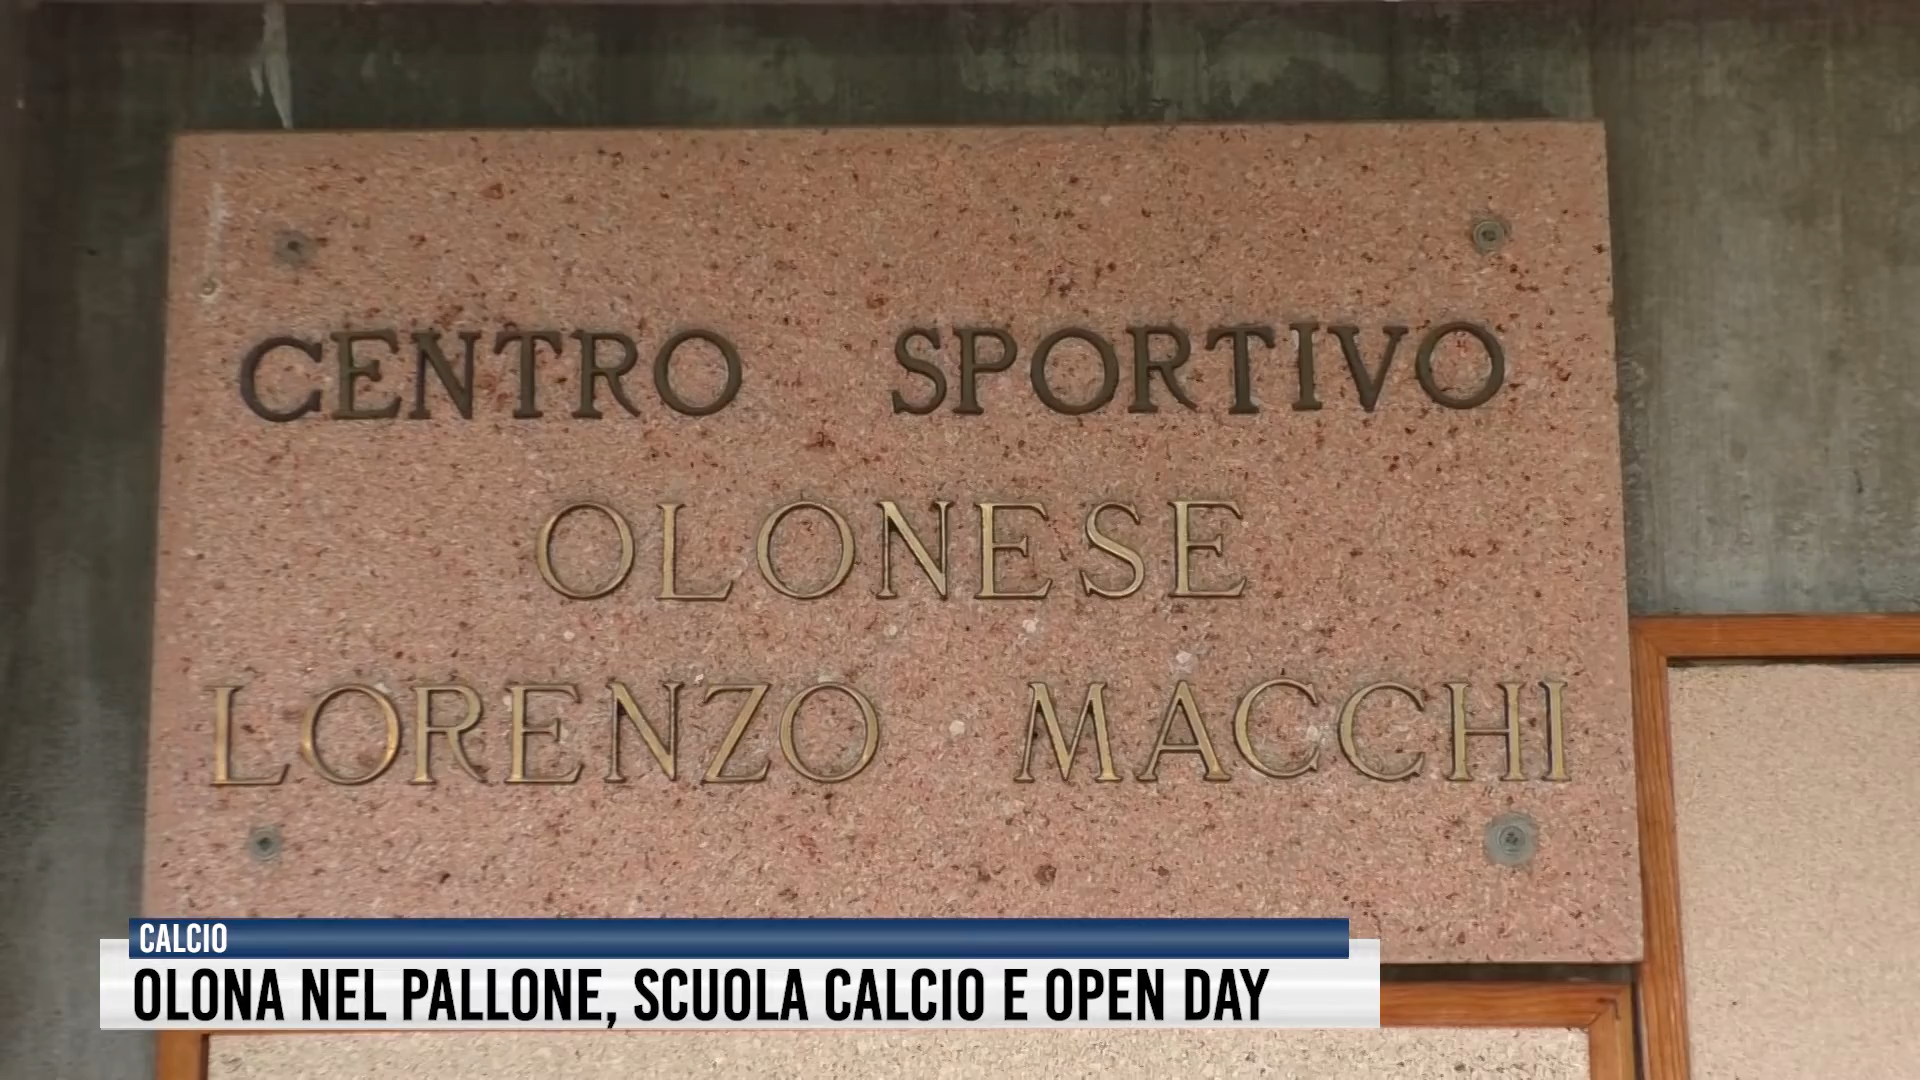 CENTRO SPORTIVO
OLONESE
LORENZO MACCHI
CALCIO
OLONA NEL PALLONE, SCUOLA CALCIO E OPEN DAY